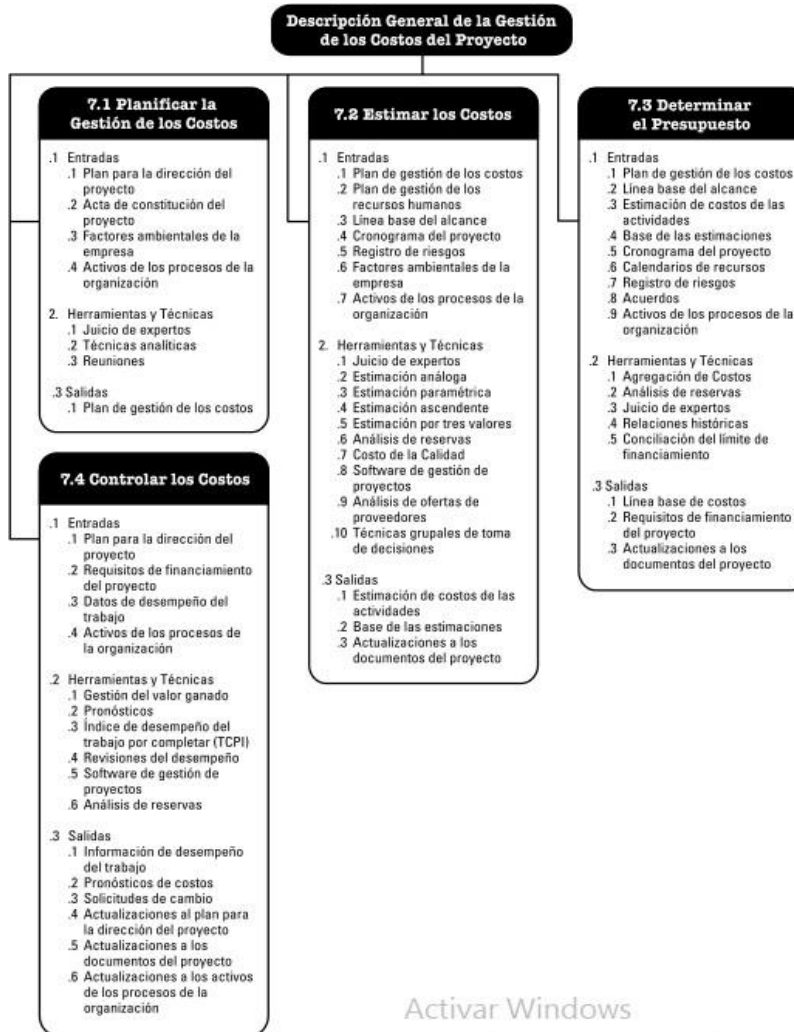 Descripción General de la Gestión
de los Costos del Proyecto
7.1 Planificar la
Gestión de los Costos
.1 Entradas
.1 Plan para la dirección del
proyecto
.2 Acta de constitución del
proyecto
.3 Factores ambientales de la
empresa
.4 Activos de los procesos de la
organización
2. Herramientas y Técnicas
.1 Juicio de expertos
.2 Técnicas analíticas
.3 Reuniones
.3 Salidas
.1 Plan de gestión de los costos
7.2 Estimar los Costos
.1 Entradas
.1 Plan de gestión de los costos
.2 Plan de gestión de los
recursos humanos
.3 Línea base del alcance
.4 Cronograma del proyecto
.5 Registro de riesgos
.6 Factores ambientales de la
empresa
.7 Activos de los procesos de la
organización
2. Herramientas y Técnicas
.1 Juicio de expertos
.2 Estimación análoga
.3 Estimación paramétrica
.4 Estimación ascendente
.5 Estimación por tres valores
.6 Análisis de reservas
.7 Costo de la Calidad
.8 Software de gestión de
proyectos
.9 Análisis de ofertas de
proveedores
.10 Técnicas grupales de toma
de decisiones
.3 Salidas
.1 Estimación de costos de las
actividades
.2 Base de las estimaciones
.3 Actualizaciones a los
documentos del proyecto
7.3 Determinar
el Presupuesto
.1 Entradas
.1 Plan de gestión de los costos
.2 Línea base del alcance
.3 Estimación de costos de las
actividades
.4 Base de las estimaciones
.5 Cronograma del proyecto
.6 Calendarios de recursos
.7 Registro de riesgos
.8 Acuerdos
.9 Activos de los procesos de la
organización
.2 Herramientas y Técnicas
.1 Agregación de Costos
.2 Análisis de reservas
.3 Juicio de expertos
.4 Relaciones históricas
.5 Conciliación del límite de
financiamiento
.3 Salidas
.1 Línea base de costos
.2 Requisitos de financiamiento
del proyecto
.3 Actualizaciones a los
documentos del proyecto
7.4 Controlar los Costos
.1 Entradas
.1 Plan para la dirección del
proyecto
.2 Requisitos de financiamiento
del proyecto
.3 Datos de desempeño del
trabajo
.4 Activos de los procesos de
la organización
.2 Herramientas y Técnicas
.1 Gestión del valor ganado
.2 Pronósticos
.3 Índice de desempeño del
trabajo por completar (TCPI)
.4 Revisiones del desempeño
.5 Software de gestión de
proyectos
.6 Análisis de reservas
.3 Salidas
.1 Información de desempeño
del trabajo
.2 Pronósticos de costos
.3 Solicitudes de cambio
.4 Actualizaciones al plan para
la dirección del proyecto
.5 Actualizaciones a los
documentos del proyecto
.6 Actualizaciones a los activos
de los procesos de la
organización
Activar Windows